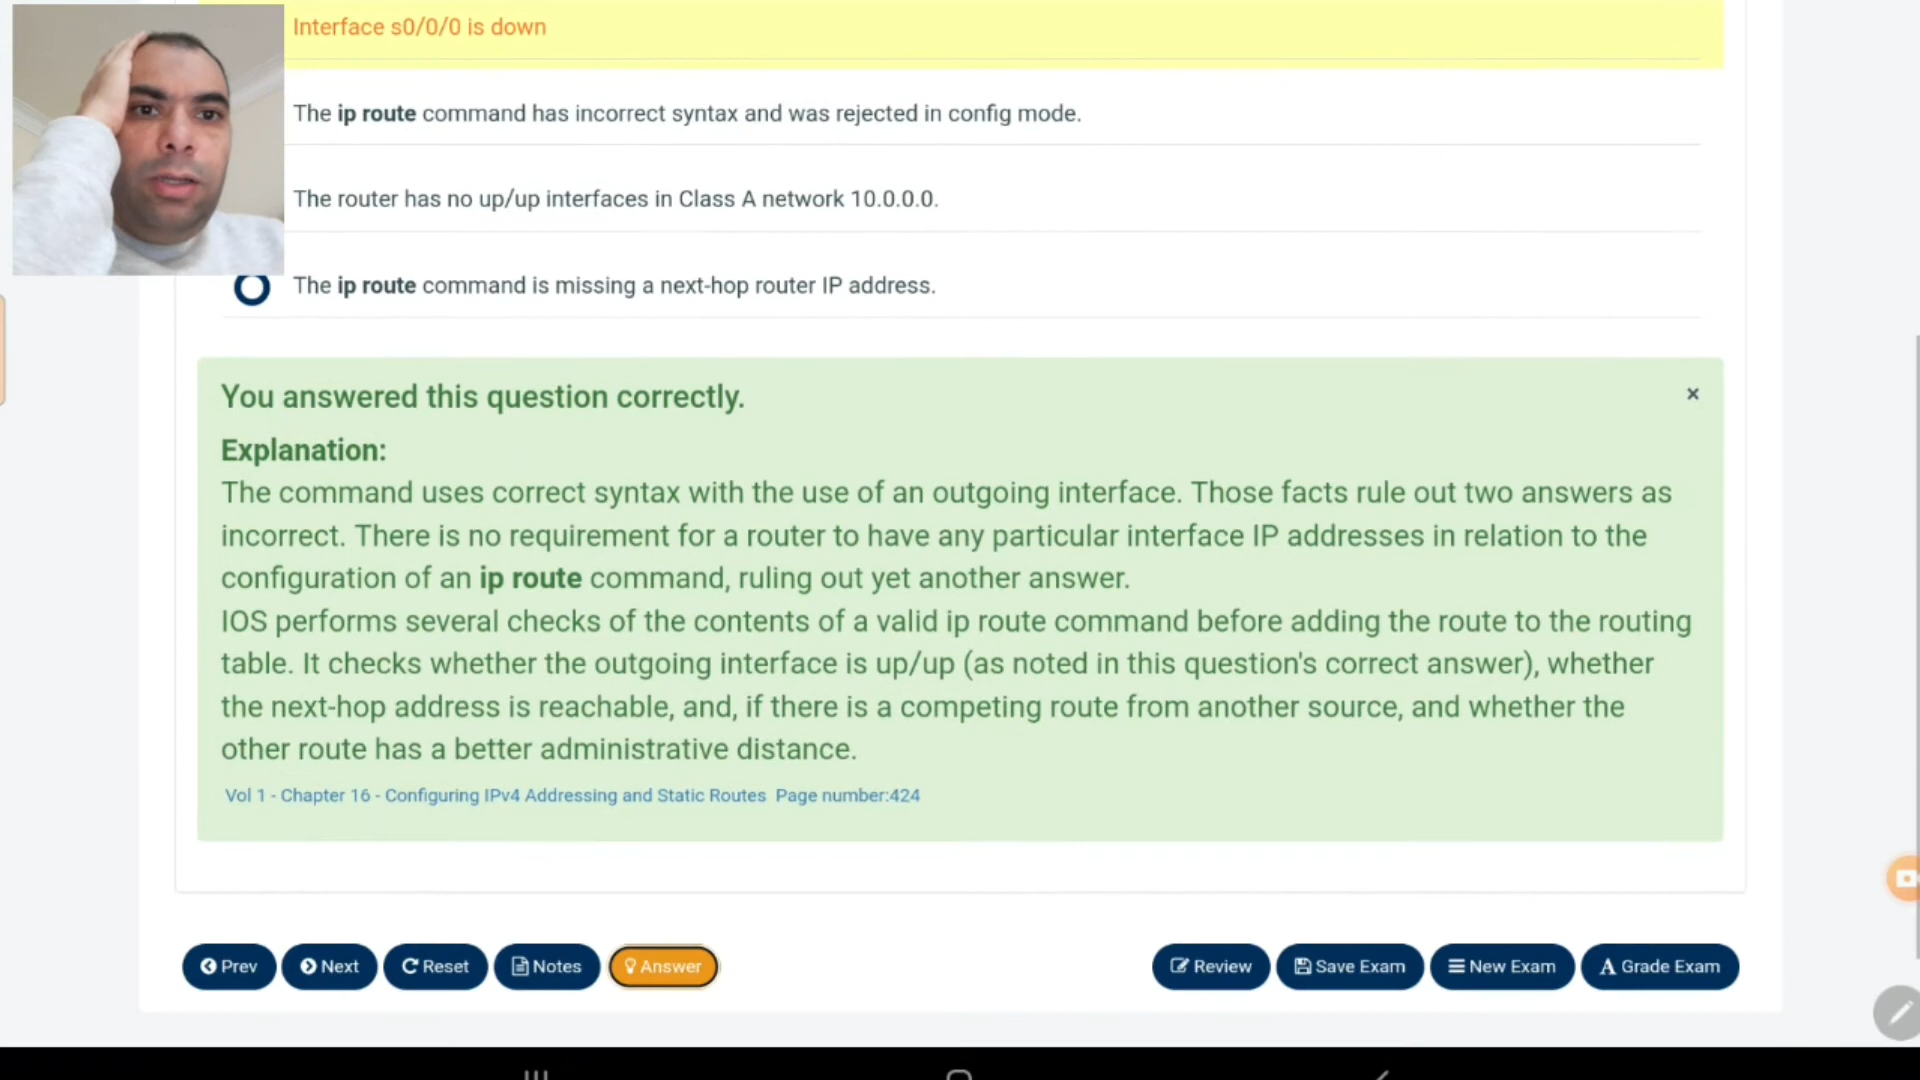 Interface s0/0/0 is down
The ip route command has incorrect syntax and was rejected in config mode.
The router has no up/up interfaces in Class A network 10.0.0.0.
The ip route command is missing a next-hop router IP address.
You answered this question correctly.
×
Explanation:
The command uses correct syntax with the use of an outgoing interface. Those facts rule out two answers as
incorrect. There is no requirement for a router to have any particular interface IP addresses in relation to the
configuration of an ip route command, ruling out yet another answer.
IOS performs several checks of the contents of a valid ip route command before adding the route to the routing
table. It checks whether the outgoing interface is up/up (as noted in this question's correct answer), whether
the next-hop address is reachable, and, if there is a competing route from another source, and whether the
other route has a better administrative distance.
Vol 1 - Chapter 16 - Configuring IPv4 Addressing and Static Routes Page number:424
Prev Next Reset Notes Answer Review Save Exam New Exam Grade Exam